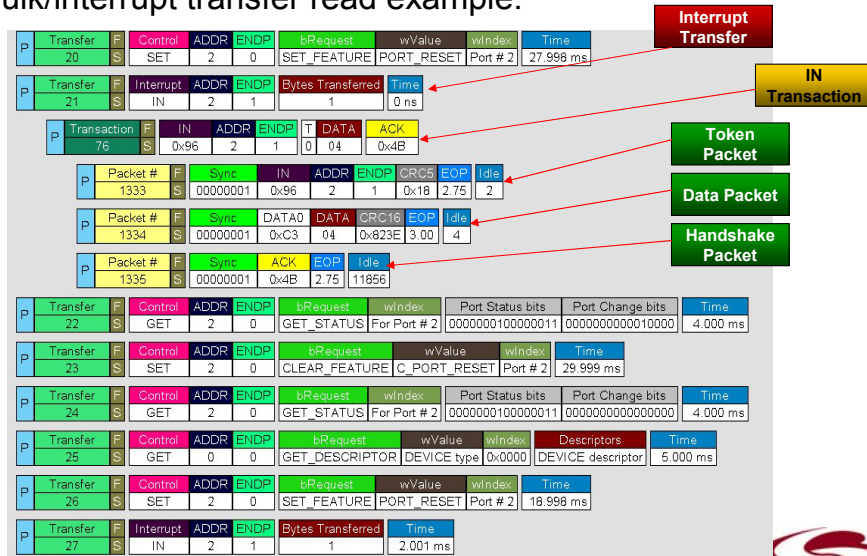 ulk/interrupt transfer read example:
Interrupt
Transfer
IN
Transaction
Token
Packet
Data Packet
Handshake
Packet
P Transfer F Control ADDR ENDP bRequest wValue wIndex Time
20 S SET 2 0 SET_FEATURE PORT_RESET Port # 2 27.998 ms
P Transfer F Interrupt ADDR ENDP Bytes Transferred Time
21 S IN 2 1 1 0 ns
P Transaction F IN ADDR ENDP T DATA ACK
76 S 0x96 2 1 0 04 0x4B
P Packet # F Sync IN ADDR ENDP CRC5 EOP Idle
1333 S 00000001 0x96 2 1 0x18 2.75 2
P Packet # F Sync DATA0 DATA CRC16 EOP Idle
1334 S 00000001 0xC3 04 0x823E 3.00 4
P Packet # F Sync ACK EOP Idle
1335 S 00000001 0x4B 2.75 11856
P Transfer F Control ADDR ENDP bRequest wIndex Port Status bits Port Change bits Time
22 S GET 2 0 GET_STATUS For Port # 2 0000000100000011 0000000000010000 4.000 ms
P Transfer F Control ADDR ENDP bRequest wValue wIndex Time
23 S SET 2 0 CLEAR_FEATURE C_PORT_RESET Port # 2 29.999 ms
P Transfer F Control ADDR ENDP bRequest wIndex Port Status bits Port Change bits Time
24 S GET 2 0 GET_STATUS For Port # 2 0000000100000011 0000000000000000 4.000 ms
P Transfer F Control ADDR ENDP bRequest wValue wIndex Descriptors Time
25 S GET 0 0 GET_DESCRIPTOR DEVICE type 0x0000 DEVICE descriptor 5.000 ms
P Transfer F Control ADDR ENDP bRequest wValue wIndex Time
26 S SET 2 0 SET_FEATURE PORT_RESET Port # 2 18.998 ms
P Transfer F Interrupt ADDR ENDP Bytes Transferred Time
27 S IN 2 1 1 2.001 ms